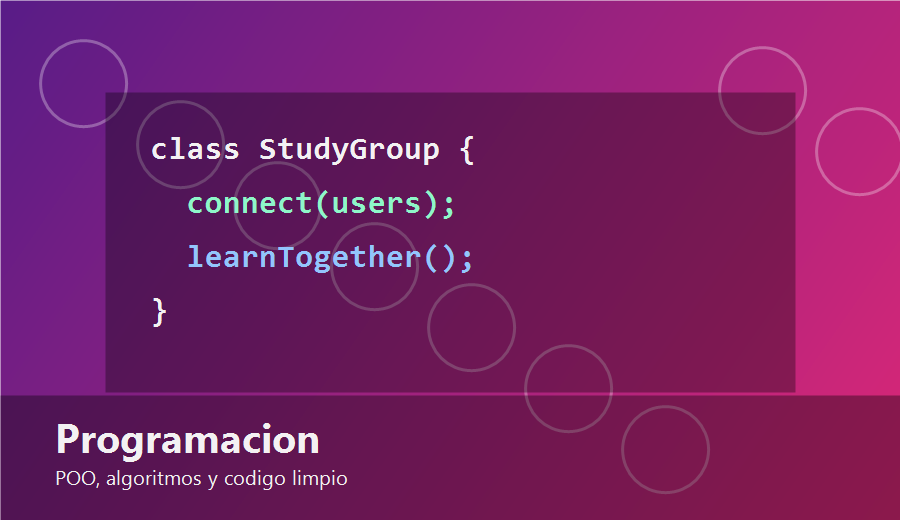 class StudyGroup {
connect(users);
learnTogether();
}
Programacion
POO, algoritmos y codigo limpio